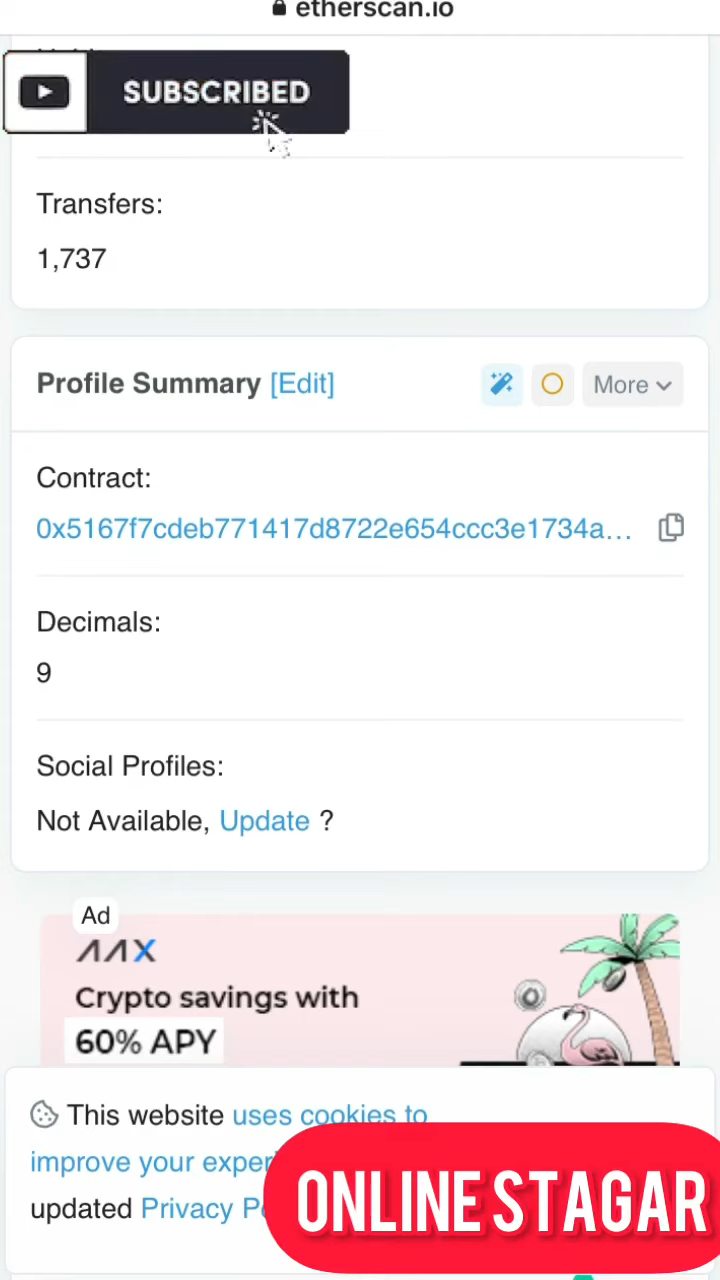 etherscan.io
SUBSCRIBED
Transfers:
1,737
Profile Summary [Edit]
More
Contract:
0x5167f7cdeb771417d8722e654ccc3e1734a...
Decimals:
9
Social Profiles:
Not Available, Update ?
Ad
AAX
Crypto savings with
60% APY
This website uses cookies to
improve your
updated Privacy
ONLINE STAGAR